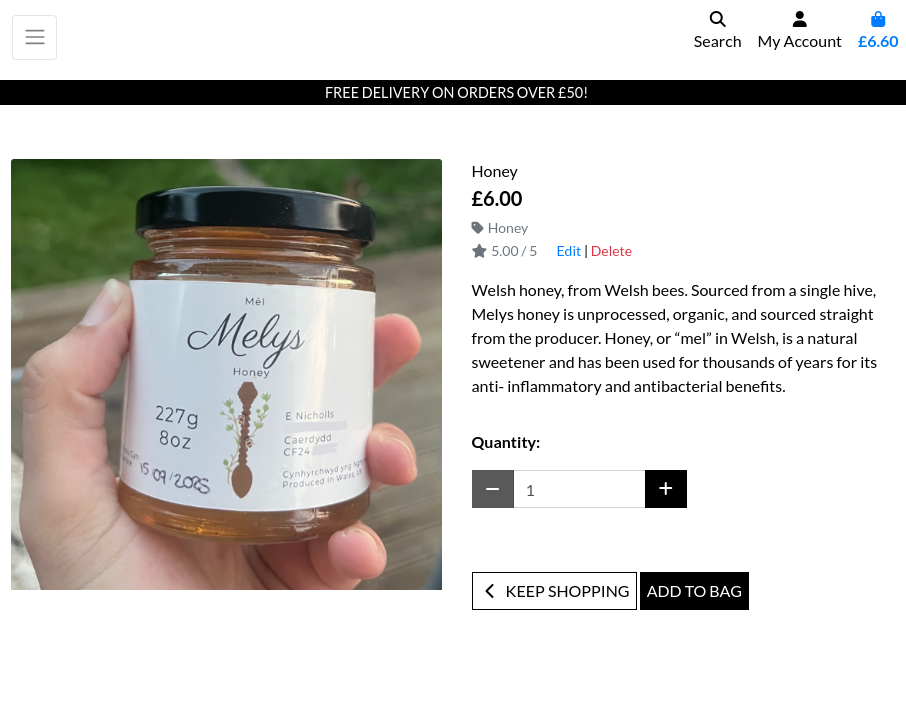 Search
My Account
£6.60
FREE DELIVERY ON ORDERS OVER £50!
Mêl
Melys
Honey
227g
8oz
E Nicholls
Caerdydd
CF24
15/09/2025
Produced in Wales, UK
Honey
£6.00
Honey
5.00 / 5 Edit | Delete
Welsh honey, from Welsh bees. Sourced from a single hive,
Melys honey is unprocessed, organic, and sourced straight
from the producer. Honey, or “mel” in Welsh, is a natural
sweetener and has been used for thousands of years for its
anti- inflammatory and antibacterial benefits.
Quantity:
1
KEEP SHOPPING
ADD TO BAG